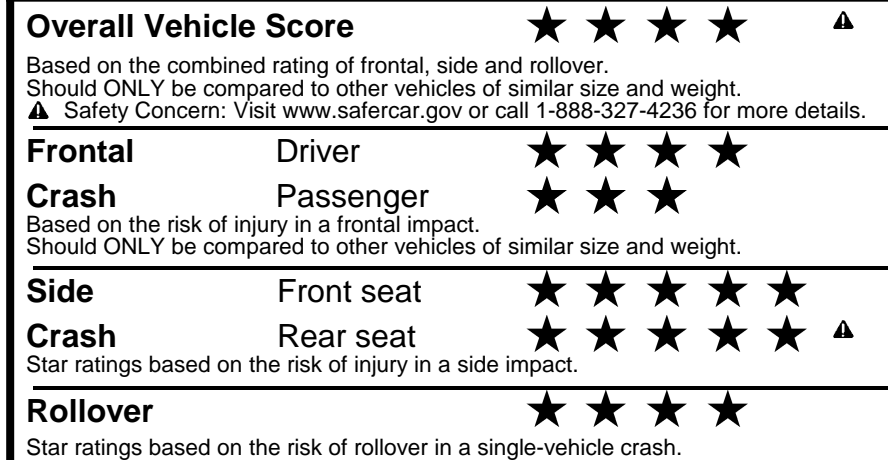 Overall Vehicle Score ★ ★ ★ ★ ⚠
Based on the combined rating of frontal, side and rollover.
Should ONLY be compared to other vehicles of similar size and weight.
⚠ Safety Concern: Visit www.safercar.gov or call 1-888-327-4236 for more details.
Frontal Driver ★ ★ ★ ★
Crash Passenger ★ ★ ★
Based on the risk of injury in a frontal impact.
Should ONLY be compared to other vehicles of similar size and weight.
Side Front seat ★ ★ ★ ★ ★
Crash Rear seat ★ ★ ★ ★ ★ ⚠
Star ratings based on the risk of injury in a side impact.
Rollover ★ ★ ★ ★
Star ratings based on the risk of rollover in a single-vehicle crash.